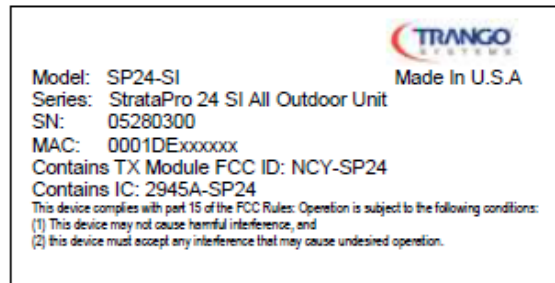 TRANGO
SYSTEMS
Model: SP24-SI Made In U.S.A
Series: StrataPro 24 SI All Outdoor Unit
SN: 05280300
MAC: 0001DExxxxxx
Contains TX Module FCC ID: NCY-SP24
Contains IC: 2945A-SP24
This device complies with part 15 of the FCC Rules: Operation is subject to the following conditions:
(1) This device may not cause harmful interference, and
(2) this device must accept any interference that may cause undesired operation.